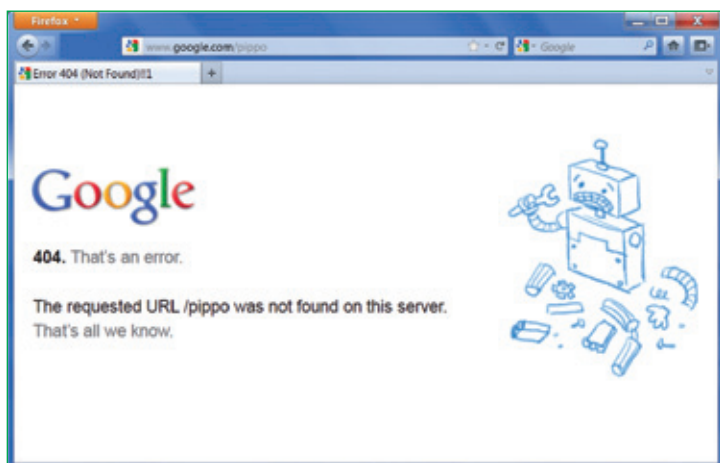 Firefox
www.google.com/pippo
Google
Error 404 (Not Found)!!1
Google
404. That's an error.
The requested URL /pippo was not found on this server.
That's all we know.